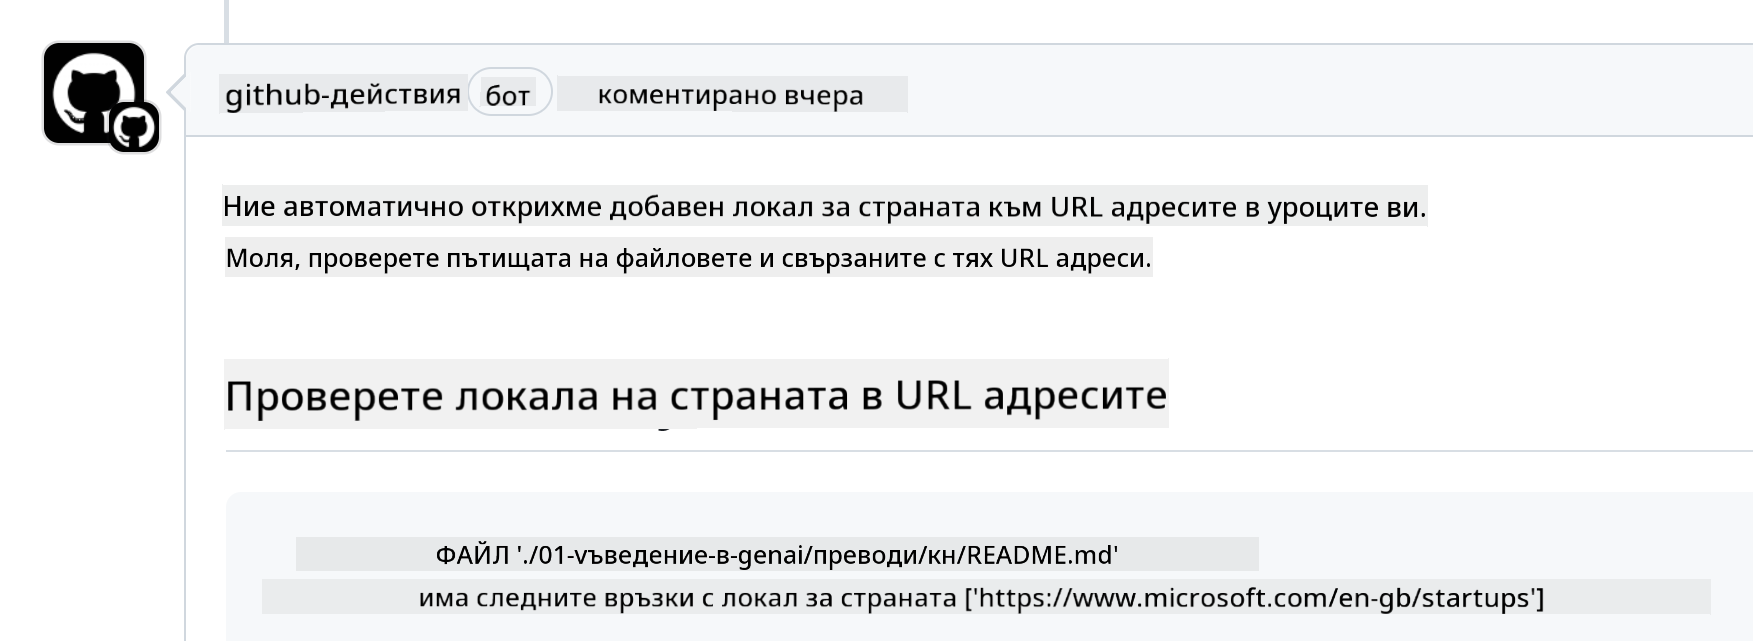 github-действия бот коментирано вчера
Ние автоматично открихме добавен локал за страната към URL адресите в уроците ви.
Моля, проверете пътищата на файловете и свързаните с тях URL адреси.
Проверете локала на страната в URL адресите
ФАЙЛ './01-vъведение-в-genai/преводи/кн/README.md'
има следните връзки с локал за страната ['https://www.microsoft.com/en-gb/startups']